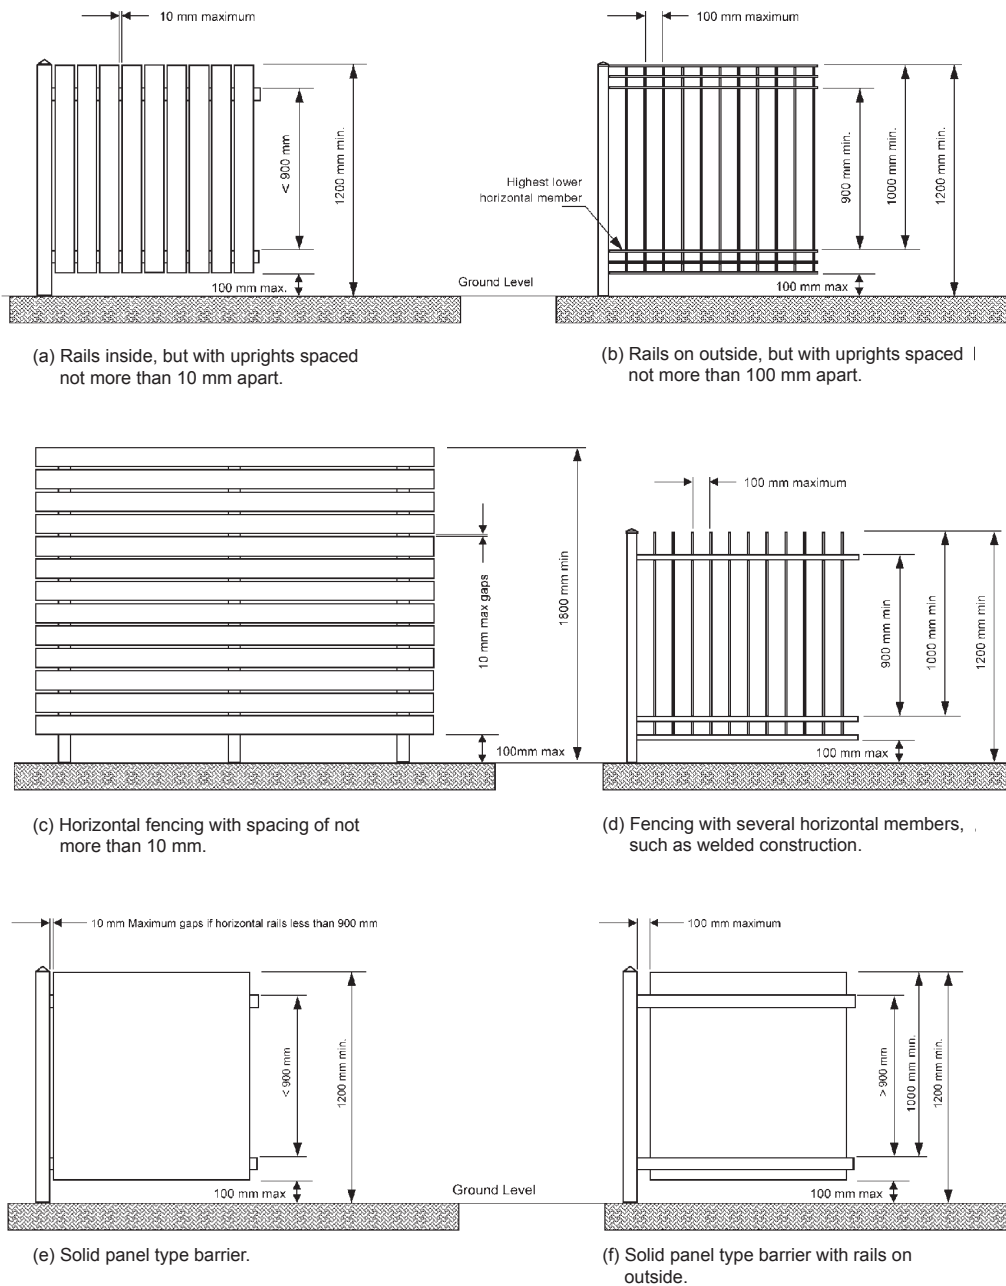 10 mm maximum
< 900 mm
1200 mm min.
100 mm max.
100 mm maximum
Highest lower
horizontal member
900 mm min.
1000 mm min.
1200 mm min.
100 mm max
Ground Level
(a) Rails inside, but with uprights spaced
not more than 10 mm apart.
(b) Rails on outside, but with uprights spaced
not more than 100 mm apart.
10 mm max gaps
1800 mm min
100mm max
100 mm maximum
900 mm min
1000 mm min
1200 mm min
100 mm max
(c) Horizontal fencing with spacing of not
more than 10 mm.
(d) Fencing with several horizontal members,
such as welded construction.
10 mm Maximum gaps if horizontal rails less than 900 mm
< 900 mm
1200 mm min.
100 mm max
100 mm maximum
> 900 mm
1000 mm min.
1200 mm min.
100 mm max
Ground Level
(e) Solid panel type barrier.
(f) Solid panel type barrier with rails on
outside.